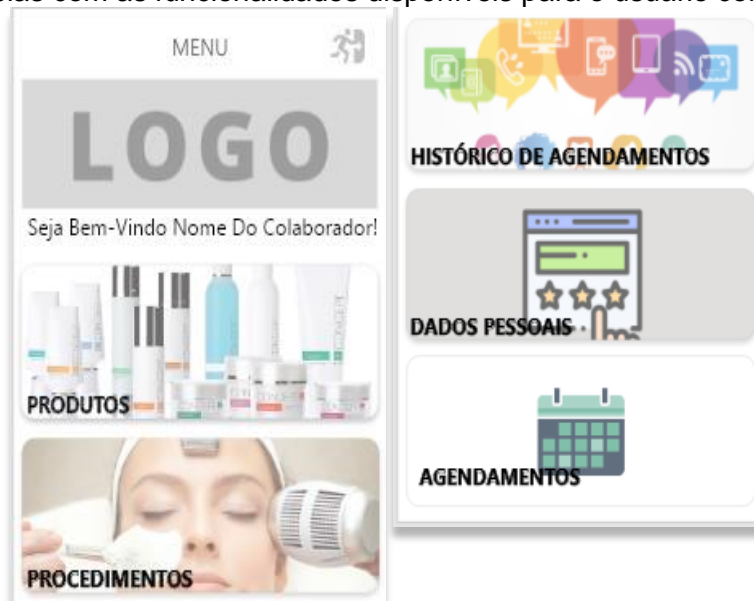 MENU
LOGO
Seja Bem-Vindo Nome Do Colaborador!
PRODUTOS
PROCEDIMENTOS
HISTÓRICO DE AGENDAMENTOS
DADOS PESSOAIS
AGENDAMENTOS